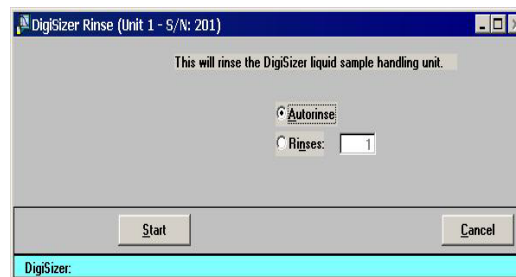 DigiSizer Rinse (Unit 1 - S/N: 201)
This will rinse the DigiSizer liquid sample handling unit.
Autorinse
Rinses: 1
Start Cancel
DigiSizer: